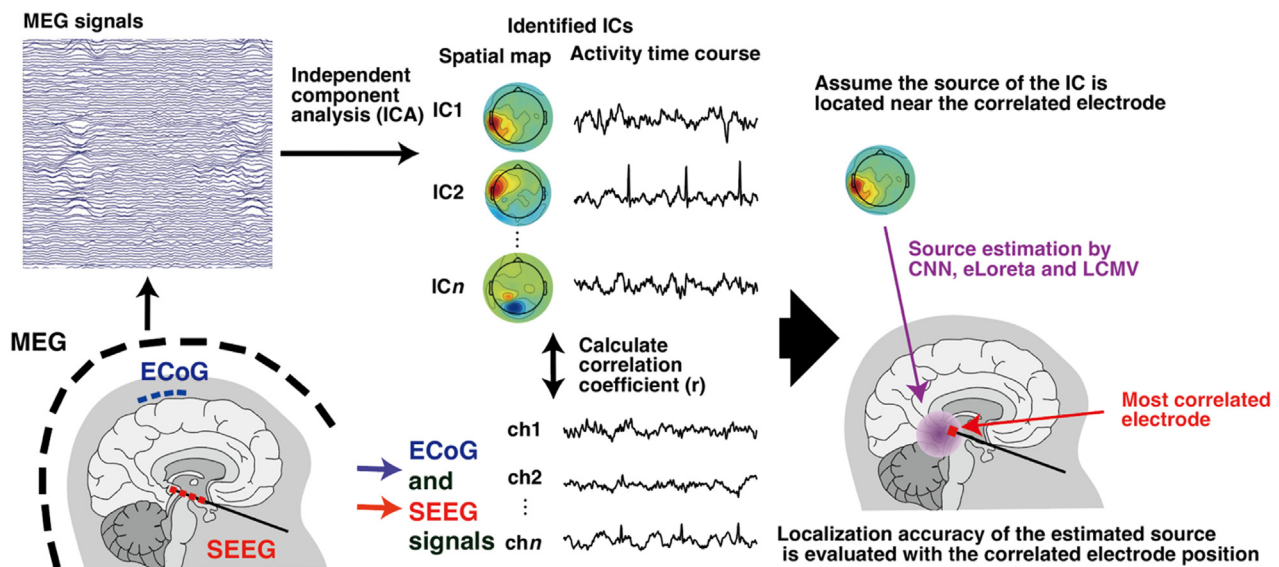 MEG signals
Independent
component
analysis (ICA)
Identified ICs
Spatial map Activity time course
IC1
IC2
ICn
Calculate
correlation
coefficient (r)
MEG
ECoG
SEEG
ECoG
and
SEEG
signals
ch1
ch2
chn
Assume the source of the IC is
located near the correlated electrode
Source estimation by
CNN, eLoreta and LCMV
Most correlated
electrode
Localization accuracy of the estimated source
is evaluated with the correlated electrode position